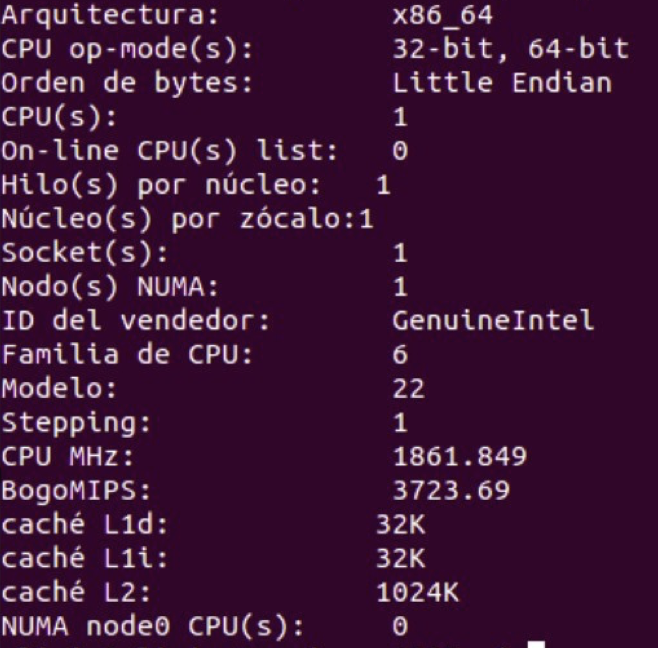 Arquitectura: x86_64
CPU op-mode(s): 32-bit, 64-bit
Orden de bytes: Little Endian
CPU(s): 1
On-line CPU(s) list: 0
Hilo(s) por núcleo: 1
Núcleo(s) por zócalo:1
Socket(s): 1
Nodo(s) NUMA: 1
ID del vendedor: GenuineIntel
Familia de CPU: 6
Modelo: 22
Stepping: 1
CPU MHz: 1861.849
BogoMIPS: 3723.69
caché L1d: 32K
caché L1i: 32K
caché L2: 1024K
NUMA node0 CPU(s): 0